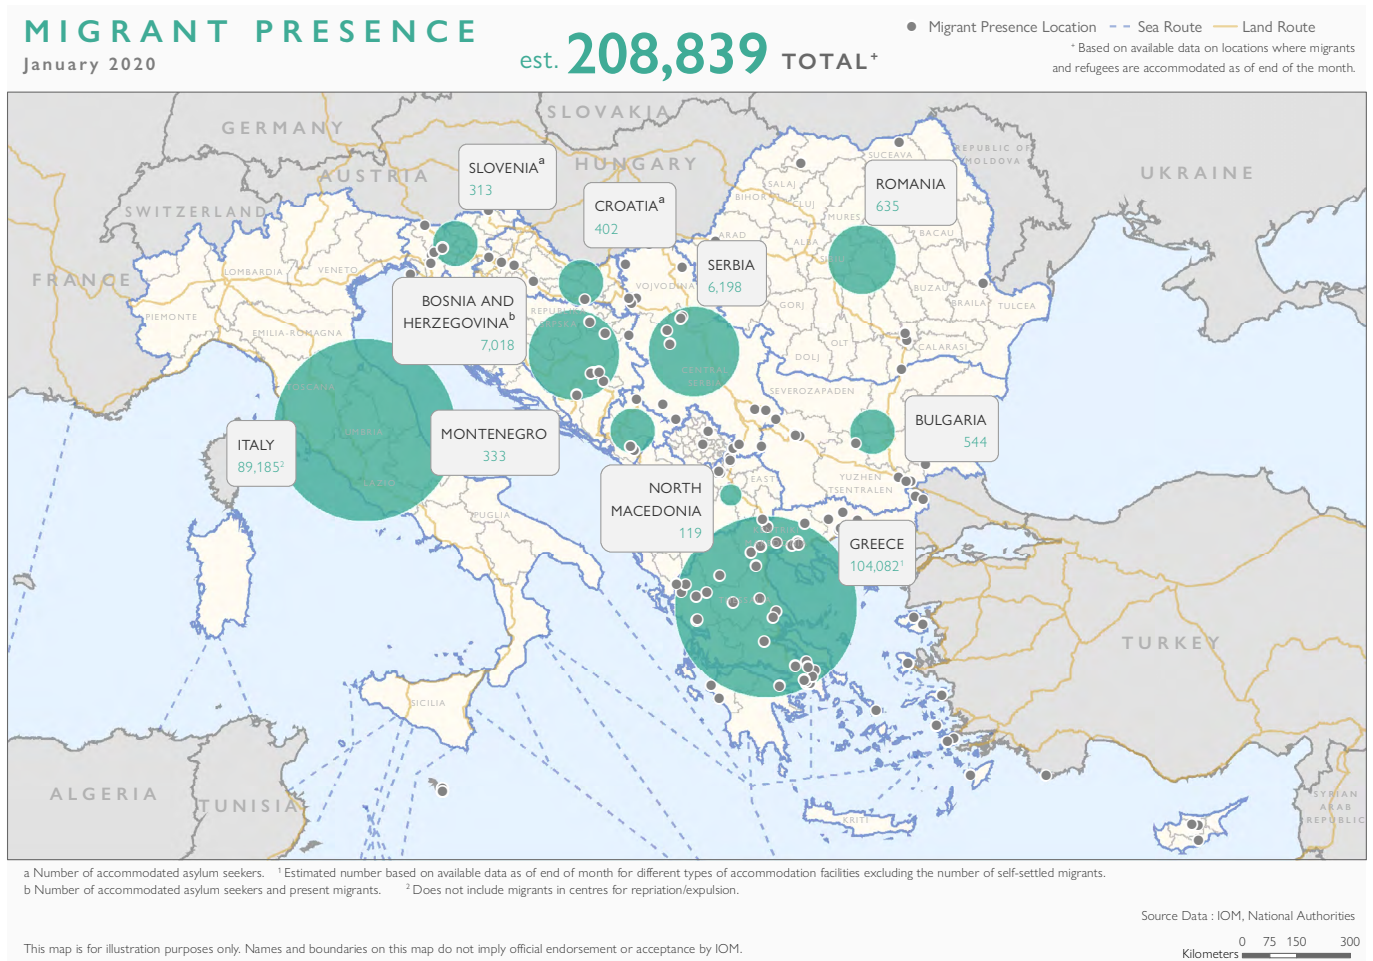 MIGRANT PRESENCE
January 2020
est. 208,839 TOTAL+
Migrant Presence Location
Sea Route
Land Route
+ Based on available data on locations where migrants
and refugees are accommodated as of end of the month.
SLOVAKIA
GERMANY
REPUBLIC OF
MOLDOVA
SUCEAVA
UKRAINE
HUNGARY
AUSTRIA
SLOVENIAa
313
CROATIAa
402
ROMANIA
635
SALAJ
BIHOR
CLUJ
MURES
SWITZERLAND
ARAD
ALBA
SIBIU
BACAU
FRANCE
LOMBARDIA
VENETO
SERBIA
6,198
VOJVODINA
BUZAU
BRAILA
TULCEA
GORJ
PIEMONTE
EMILIA-ROMAGNA
BOSNIA AND
HERZEGOVINAb
7,018
REPUBLIKA
SRPSKA
OLT
DOLJ
CALARASI
CENTRAL
SERBIA
TOSCANA
SEVEROZAPADEN
UMBRIA
BULGARIA
544
ITALY
89,1852
MONTENEGRO
333
LAZIO
PUGLIA
NORTH
MACEDONIA
119
EAST
YUZHEN
TSENTRALEN
GREECE
104,0821
TURKEY
SICILIA
ALGERIA
TUNISIA
KRITI
SYRIAN
ARAB
REPUBLIC
a Number of accommodated asylum seekers. 1 Estimated number based on available data as of end of month for different types of accommodation facilities excluding the number of self-settled migrants.
b Number of accommodated asylum seekers and present migrants. 2 Does not include migrants in centres for repriation/expulsion.
Source Data : IOM, National Authorities
This map is for illustration purposes only. Names and boundaries on this map do not imply official endorsement or acceptance by IOM.
Kilometers 0 75 150 300